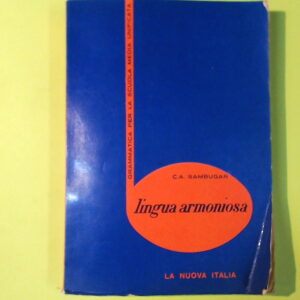 GRAMMATICA PER LA SCUOLA MEDIA UNIFICATA
C.A. SAMBUGAR
lingua armoniosa
LA NUOVA ITALIA